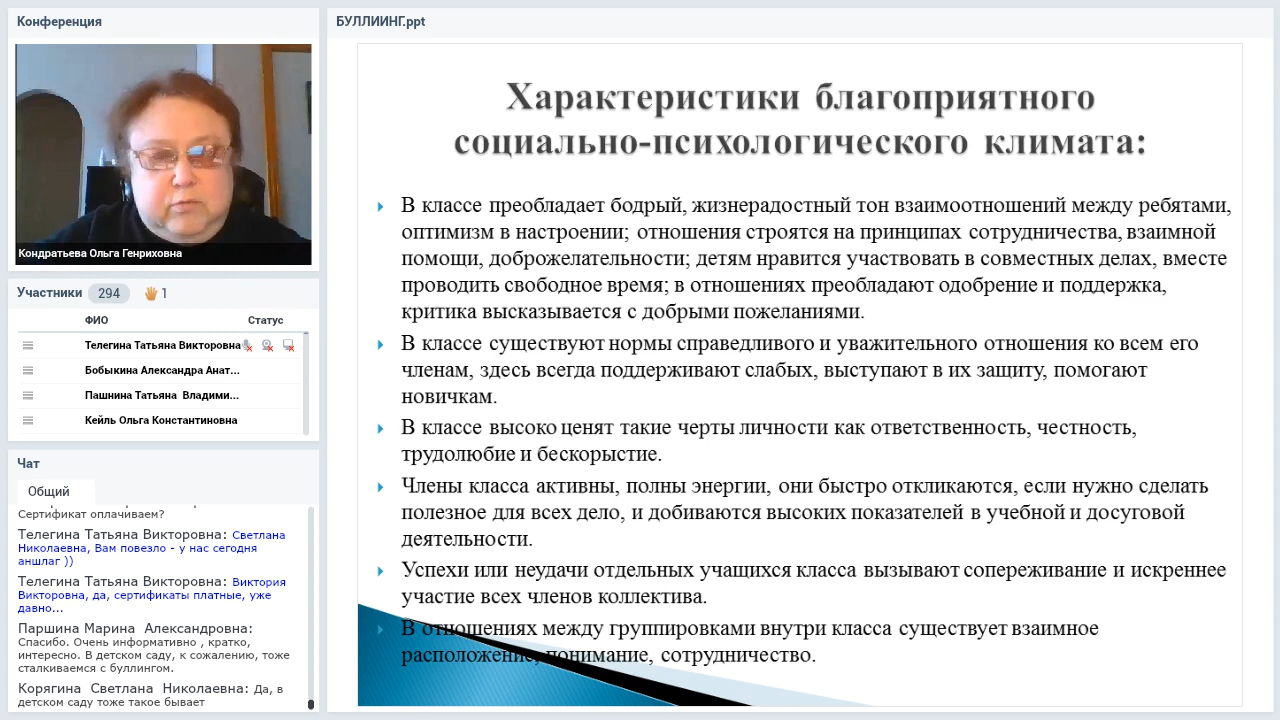 Конференция
Кондратьева Ольга Генриховна
Участники 294 1
ФИО Статус
Телегина Татьяна Викторовна
Бобыкина Александра Анат...
Пашнина Татьяна Владими...
Кейль Ольга Константиновна
Чат
Общий
Сертификат оплачиваем?
Телегина Татьяна Викторовна: Светлана
Николаевна, Вам повезло - у нас сегодня
аншлаг ))
Телегина Татьяна Викторовна: Виктория
Викторовна, да, сертификаты платные, уже
давно...
Паршина Марина Александровна:
Спасибо. Очень информативно , кратко,
интересно. В детском саду, к сожалению, тоже
сталкиваемся с буллингом.
Корягина Светлана Николаевна: Да, в
детском саду тоже такое бывает
БУЛЛИИНГ.ppt
Характеристики благоприятного
социально-психологического климата:
В классе преобладает бодрый, жизнерадостный тон взаимоотношений между ребятами,
оптимизм в настроении; отношения строятся на принципах сотрудничества, взаимной
помощи, доброжелательности; детям нравится участвовать в совместных делах, вместе
проводить свободное время; в отношениях преобладают одобрение и поддержка,
критика высказывается с добрыми пожеланиями.
В классе существуют нормы справедливого и уважительного отношения ко всем его
членам, здесь всегда поддерживают слабых, выступают в их защиту, помогают
новичкам.
В классе высоко ценят такие черты личности как ответственность, честность,
трудолюбие и бескорыстие.
Члены класса активны, полны энергии, они быстро откликаются, если нужно сделать
полезное для всех дело, и добиваются высоких показателей в учебной и досуговой
деятельности.
Успехи или неудачи отдельных учащихся класса вызывают сопереживание и искреннее
участие всех членов коллектива.
В отношениях между группировками внутри класса существует взаимное
расположение, понимание, сотрудничество.